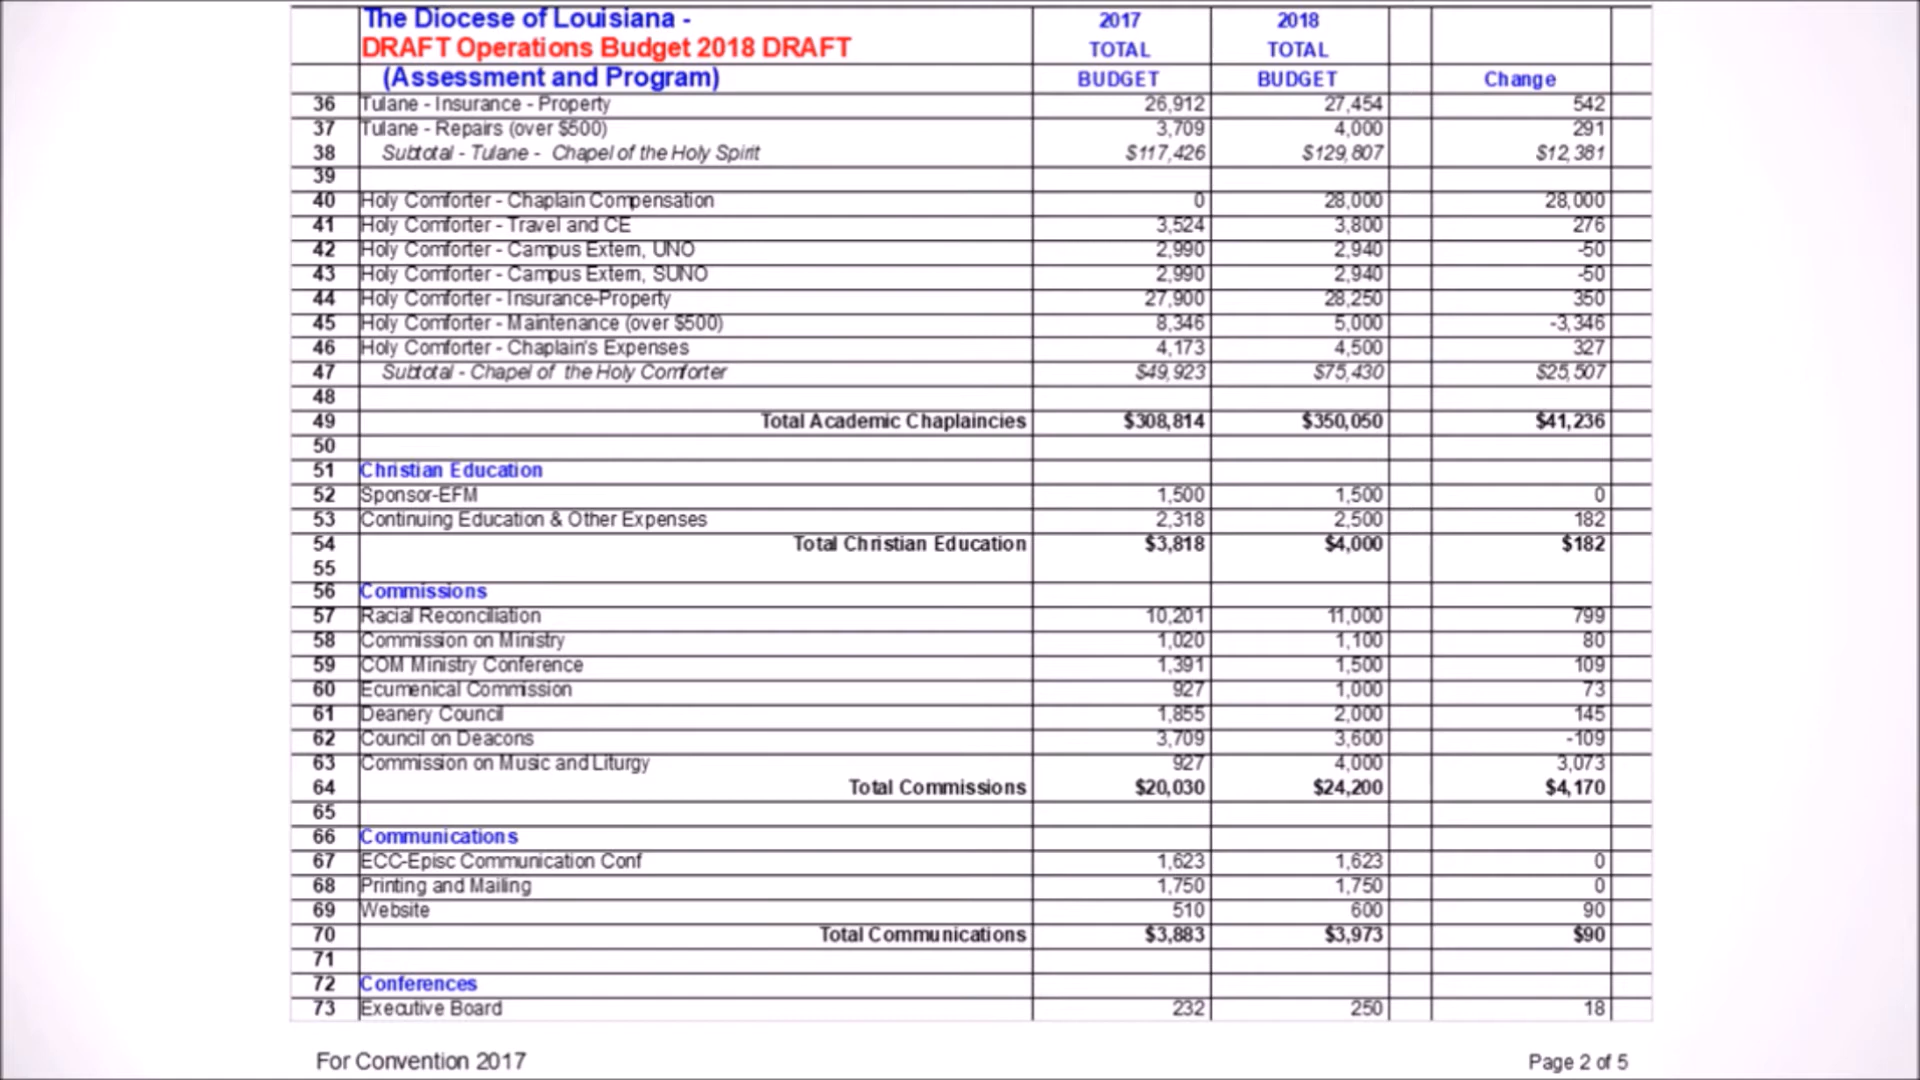 The Diocese of Louisiana - 2017 2018
DRAFT Operations Budget 2018 DRAFT TOTAL TOTAL
(Assessment and Program) BUDGET BUDGET Change
36 Tulane - Insurance - Property 26,912 27,454 542
37 Tulane - Repairs (over $500) 3,709 4,000 291
38 Subtotal - Tulane - Chapel of the Holy Spirit $117,426 $129,807 $12,381
39
40 Holy Comforter - Chaplain Compensation 0 28,000 28,000
41 Holy Comforter - Travel and CE 3,524 3,800 276
42 Holy Comforter - Campus Extern, UNO 2,990 2,940 -50
43 Holy Comforter - Campus Extern, SUNO 2,990 2,940 -50
44 Holy Comforter - Insurance-Property 27,900 28,250 350
45 Holy Comforter - Maintenance (over $500) 8,346 5,000 -3,346
46 Holy Comforter - Chaplain's Expenses 4,173 4,500 327
47 Subtotal - Chapel of the Holy Comforter $49,923 $75,430 $25,507
48
49 Total Academic Chaplaincies $308,814 $350,050 $41,236
50
51 Christian Education
52 Sponsor-EFM 1,500 1,500 0
53 Continuing Education & Other Expenses 2,318 2,500 182
54 Total Christian Education $3,818 $4,000 $182
55
56 Commissions
57 Racial Reconciliation 10,201 11,000 799
58 Commission on Ministry 1,020 1,100 80
59 COM Ministry Conference 1,391 1,500 109
60 Ecumenical Commission 927 1,000 73
61 Deanery Council 1,855 2,000 145
62 Council on Deacons 3,709 3,600 -109
63 Commission on Music and Liturgy 927 4,000 3,073
64 Total Commissions $20,030 $24,200 $4,170
65
66 Communications
67 ECC-Episc Communication Conf 1,623 1,623 0
68 Printing and Mailing 1,750 1,750 0
69 Website 510 600 90
70 Total Communications $3,883 $3,973 $90
71
72 Conferences
73 Executive Board 232 250 18
For Convention 2017 Page 2 of 5